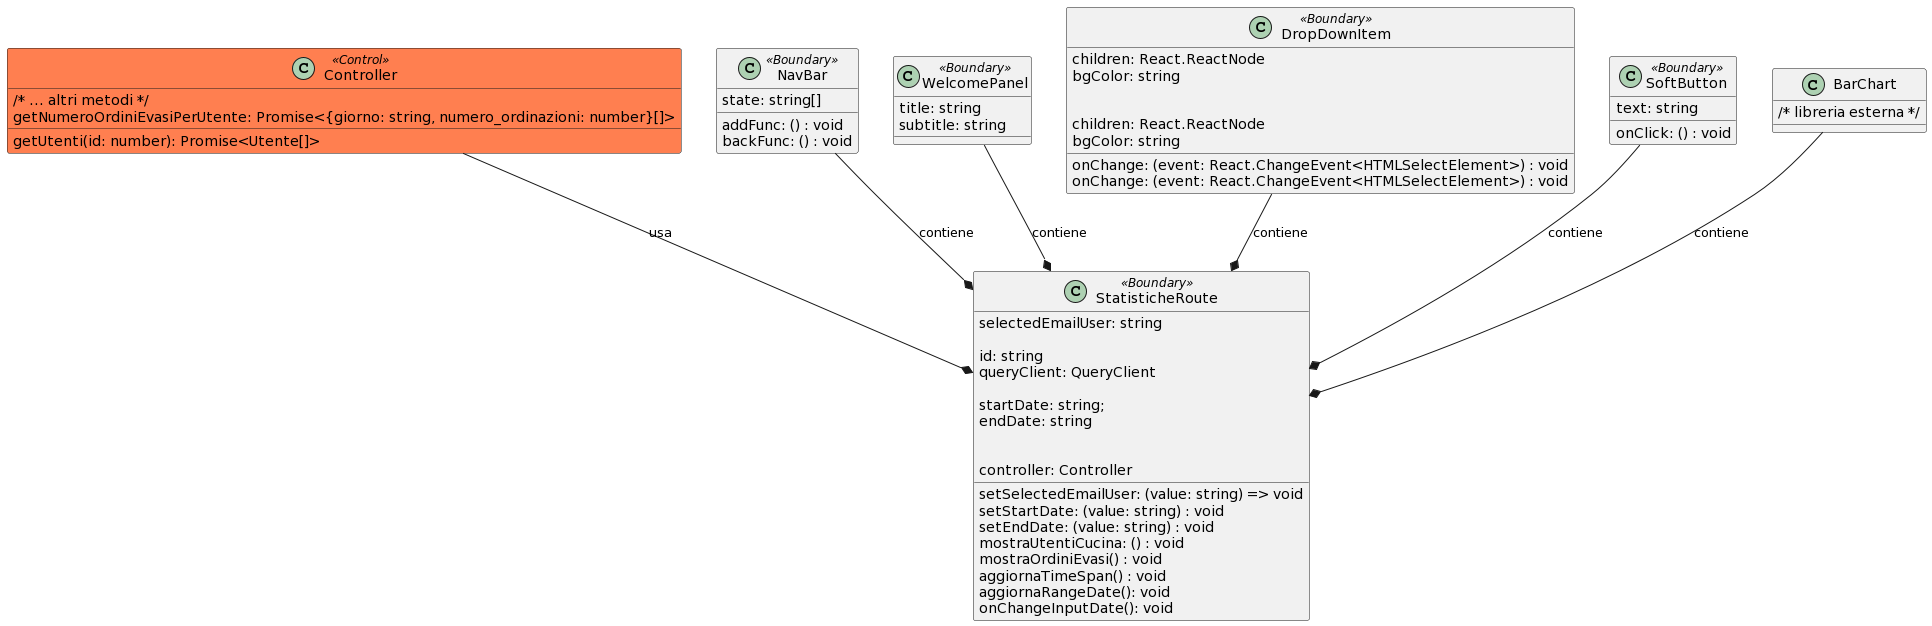 C
«Control»
Controller
/* ... altri metodi */
getNumeroOrdiniEvasiPerUtente: Promise<{giorno: string, numero_ordinazioni: number}[]>
getUtenti(id: number): Promise<Utente[]>
C
«Boundary»
NavBar
state: string[]
addFunc: () : void
backFunc: () : void
C
«Boundary»
WelcomePanel
title: string
subtitle: string
C
«Boundary»
DropDownItem
children: React.ReactNode
bgColor: string
children: React.ReactNode
bgColor: string
onChange: (event: React.ChangeEvent<HTMLSelectElement>) : void
onChange: (event: React.ChangeEvent<HTMLSelectElement>) : void
C
«Boundary»
SoftButton
text: string
onClick: () : void
C
BarChart
/* libreria esterna */
usa
contiene
contiene
contiene
contiene
contiene
C
«Boundary»
StatisticheRoute
selectedEmailUser: string
id: string
queryClient: QueryClient
startDate: string;
endDate: string
controller: Controller
setSelectedEmailUser: (value: string) => void
setStartDate: (value: string) : void
setEndDate: (value: string) : void
mostraUtentiCucina: () : void
mostraOrdiniEvasi() : void
aggiornaTimeSpan() : void
aggiornaRangeDate(): void
onChangeInputDate(): void